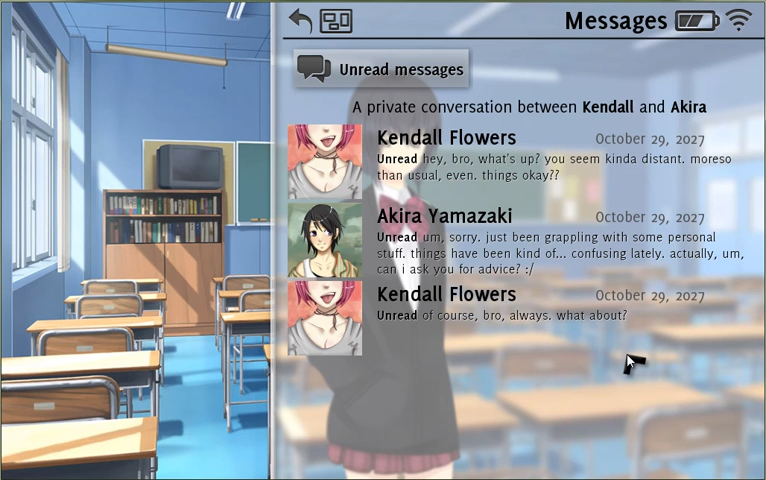 Messages
Unread messages
A private conversation between Kendall and Akira
Kendall Flowers October 29, 2027
Unread hey, bro, what's up? you seem kinda distant. moreso
than usual, even. things okay??
Akira Yamazaki October 29, 2027
Unread um, sorry. just been grappling with some personal
stuff. things have been kind of... confusing lately. actually, um,
can i ask you for advice? :/
Kendall Flowers October 29, 2027
Unread of course, bro, always. what about?